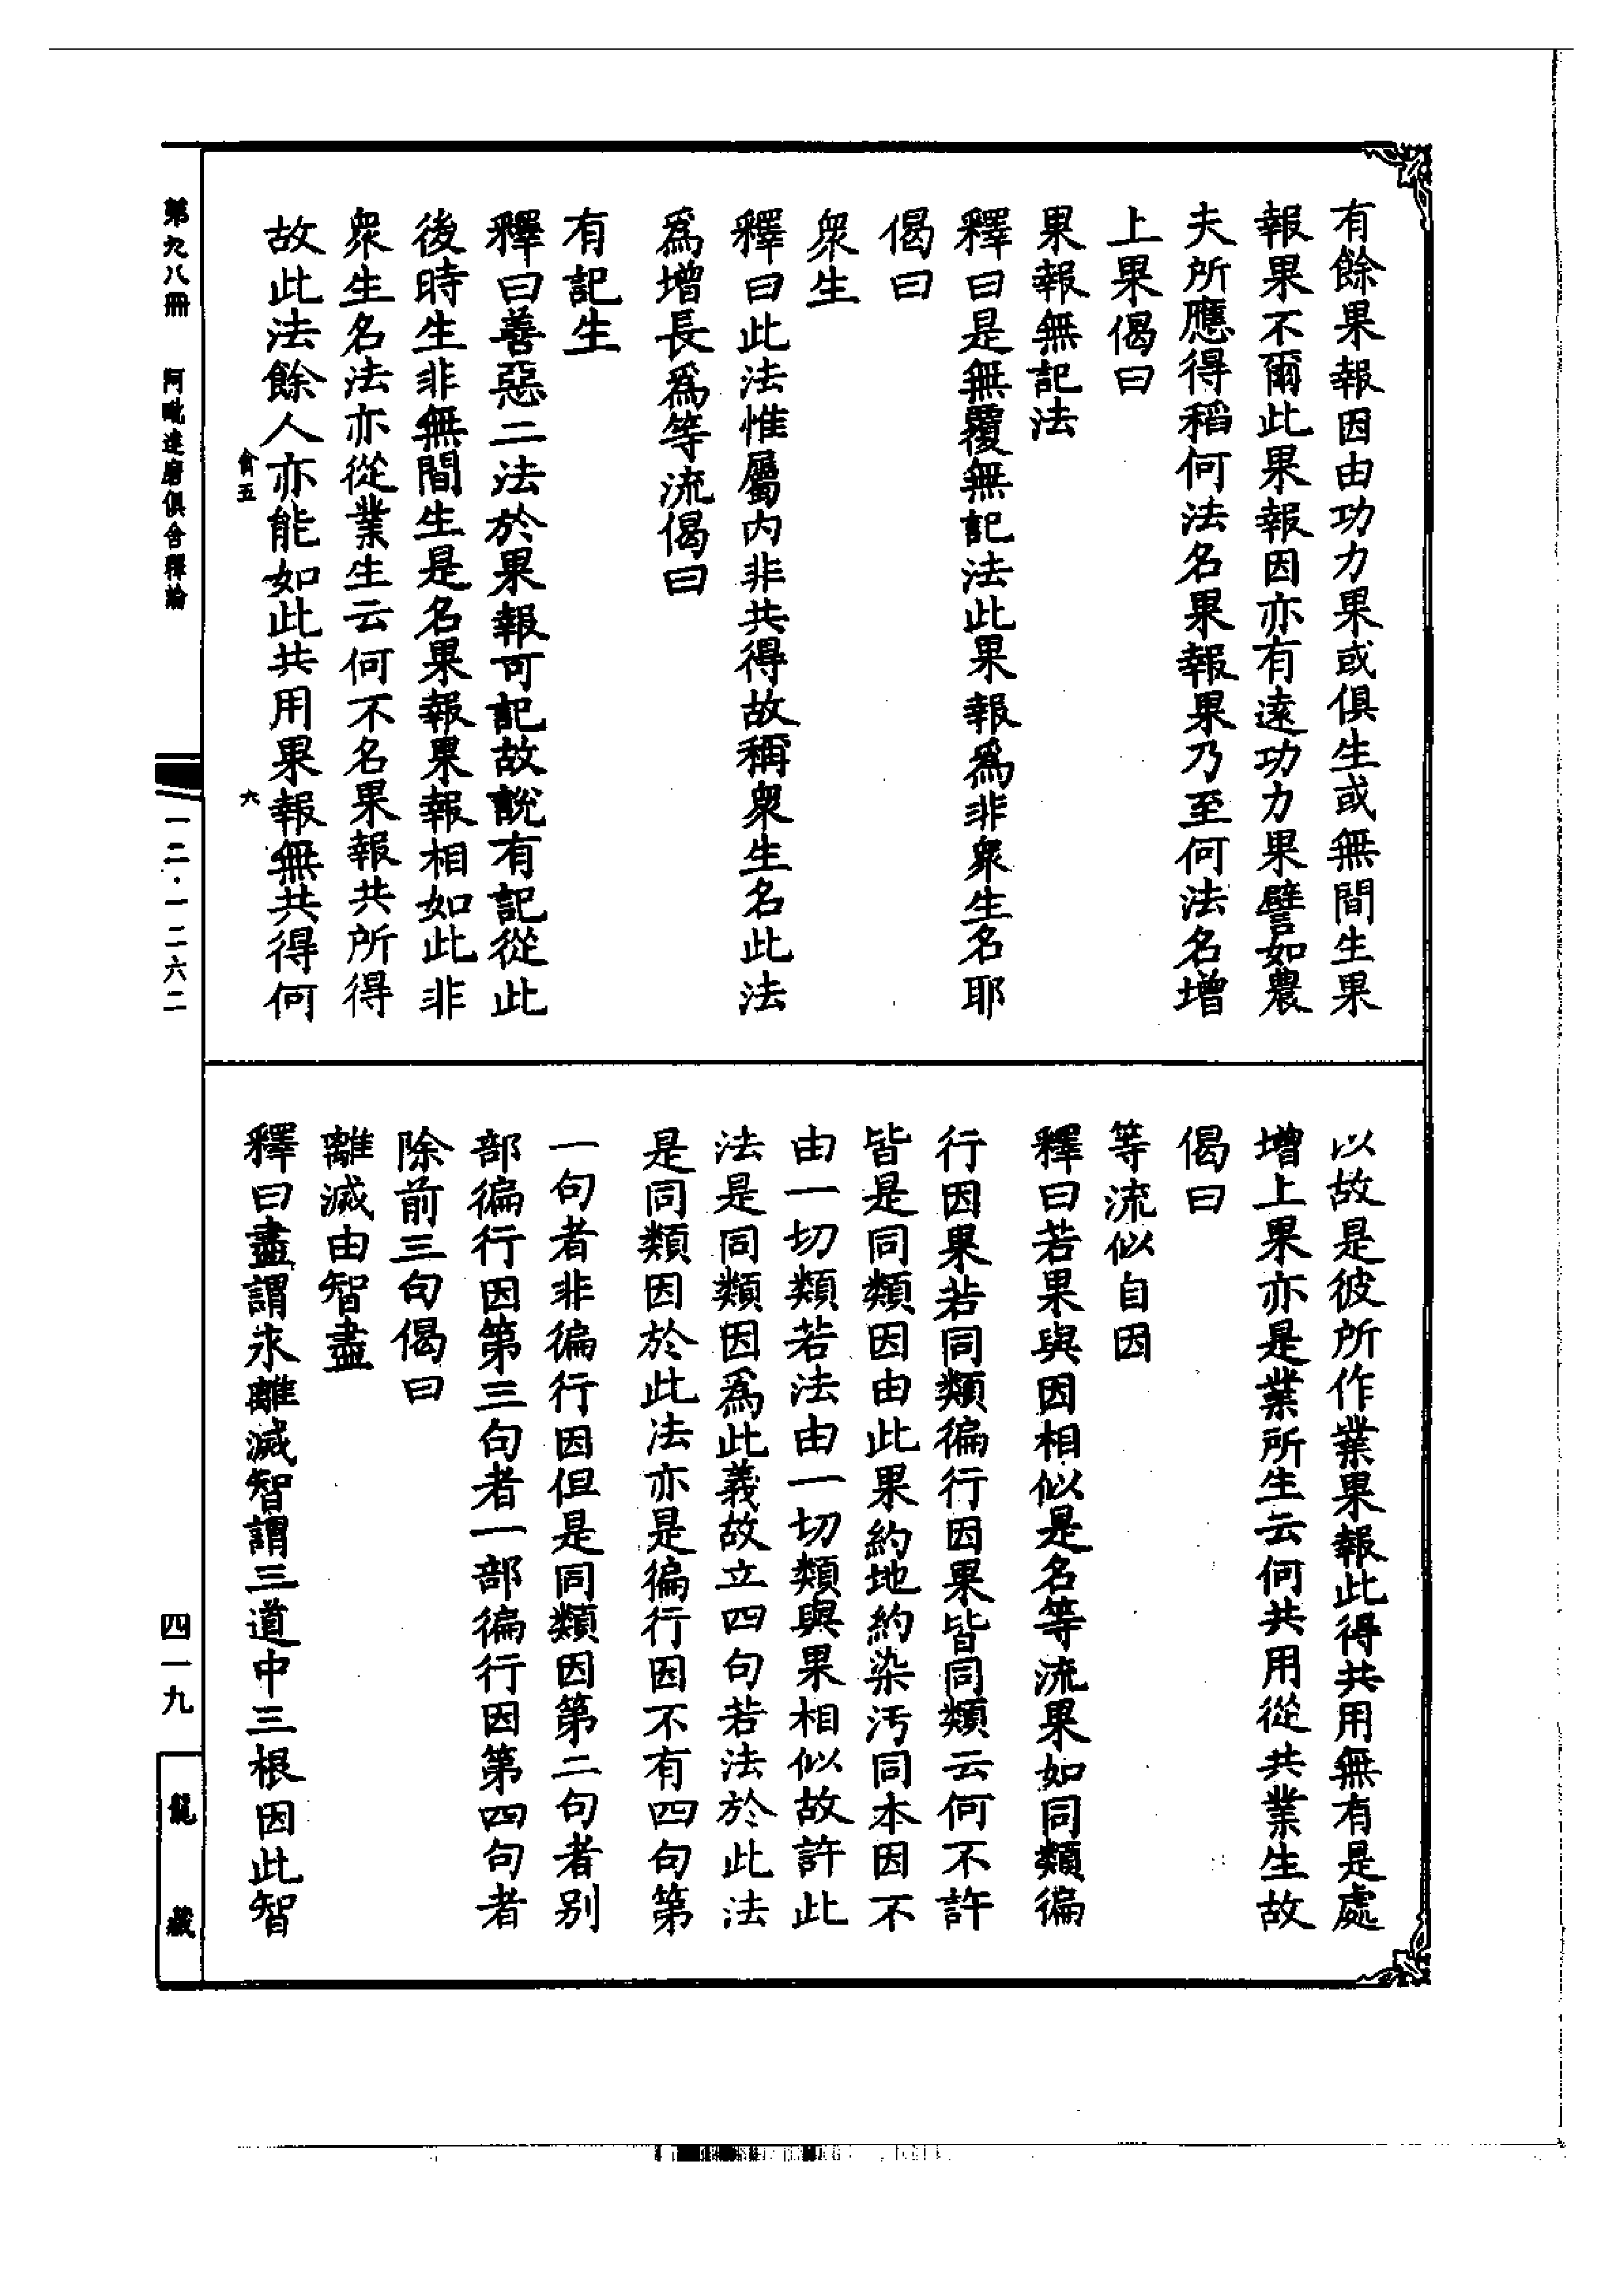 有餘果報因由功力果或俱生或無間生果
報果不爾此果報因亦有遠功力果譬如農
夫所應得稻何法名果報果乃至何法名增
上果偈曰
果報無記法
釋曰是無覆無記法此果報爲非衆生名耶
偈曰
衆生
釋曰此法惟屬内非共得故稱衆生名此法
爲增長爲等流偈曰
有記生
釋曰善惡二法於果報可記故說有記從此
後時生非無間生是名果報果報相如此非
衆生名法亦從業生云何不名果報共所得
故此法餘人亦能如此共用果報無共得何
以故是彼所作業果報此得共用無有是處
增上果亦是業所生云何共用從共業生故
偈曰
等流似自因
釋曰若果與因相似是名等流果如同類徧
行因果若同類徧行因果皆同類云何不許
皆是同類因由此果約地約染汚同本因不
由一切類若法由一切類與果相似故許此
法是同類因爲此義故立四句若法於此法
是同類因於此法亦是徧行因不有四句第
一句者非徧行因但是同類因第二句者别
部徧行因第三句者一部徧行因第四句者
除前三句偈曰
離滅由智盡
釋曰盡謂永離滅智謂三道中三根因此智
會五
六
第九八冊 阿毗達磨俱舍釋論
一二·一二六二
四一九
龍藏